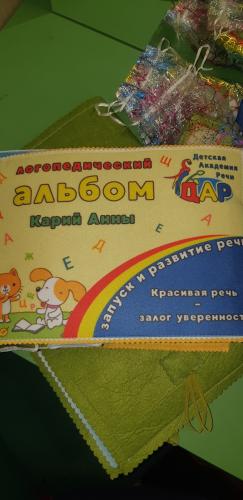 логопедический
альбом
Карий Анны
Детская
Академия
Речи
ДАР
запуск и развитие речи
Красивая речь
–
залог уверенност